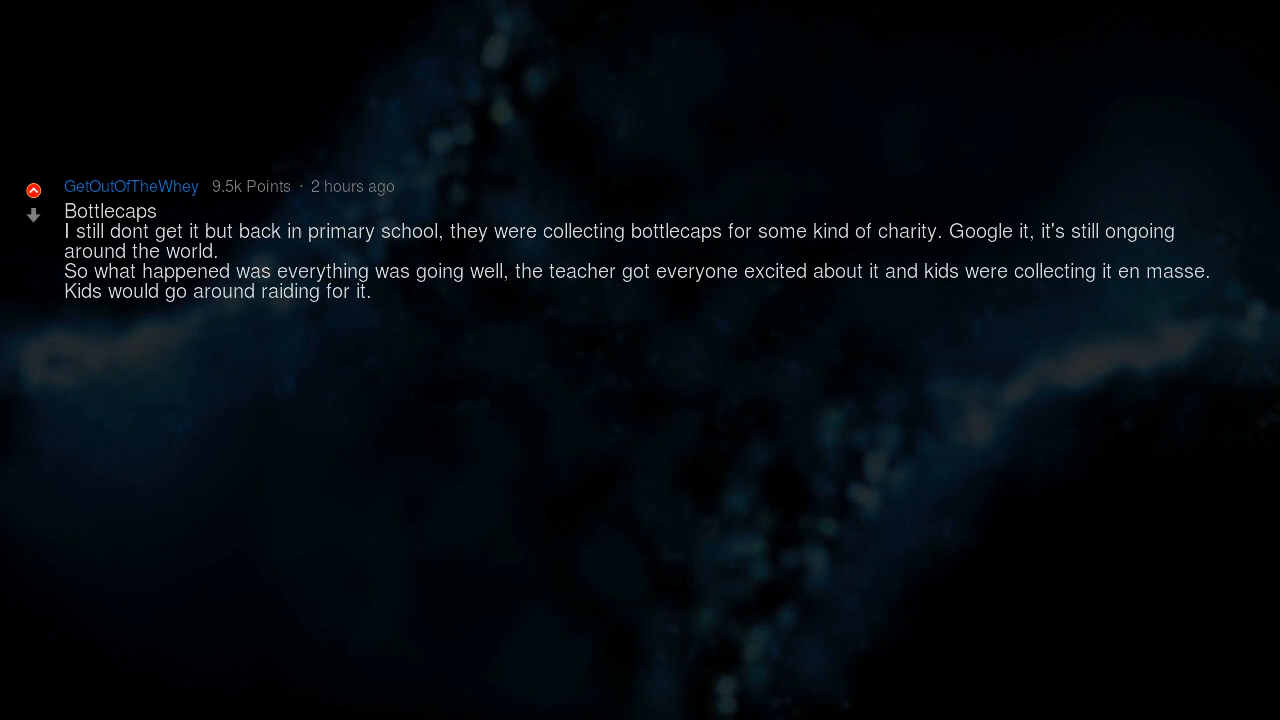 GetOutOfTheWhey 9.5k Points · 2 hours ago
Bottlecaps
I still dont get it but back in primary school, they were collecting bottlecaps for some kind of charity. Google it, it's still ongoing
around the world.
So what happened was everything was going well, the teacher got everyone excited about it and kids were collecting it en masse.
Kids would go around raiding for it.